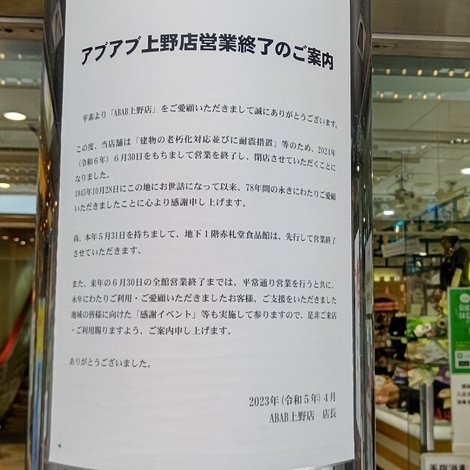 アブアブ上野店営業終了のご案内
平素より「ABAB上野店」をご愛顧いただきまして誠にありがとうございます。
この度、当店舗は「建物の老朽化対応並びに耐震措置」等のため、2024年
（令和６年）６月30日をもちまして営業を終了し、閉店させていただくことに
なりました。
1945年10月28日にこの地にお世話になって以来、78年間の永きにわたりご愛顧
いただきましたことに心より感謝申し上げます。
尚、本年５月31日を持ちまして、地下１階赤札堂食品館は、先行して営業終了
させていただきます。
また、来年の６月30日の全館営業終了までは、平常通り営業を行うと共に、
永年にわたりご利用・ご愛顧いただきましたお客様、ご支援をいただきました
地域の皆様に向けた「感謝イベント」等も実施して参りますので、是非ご来店
・ご利用賜りますよう、ご案内申し上げます。
ありがとうございました。
2023年（令和５年）４月
ABAB上野店　店長